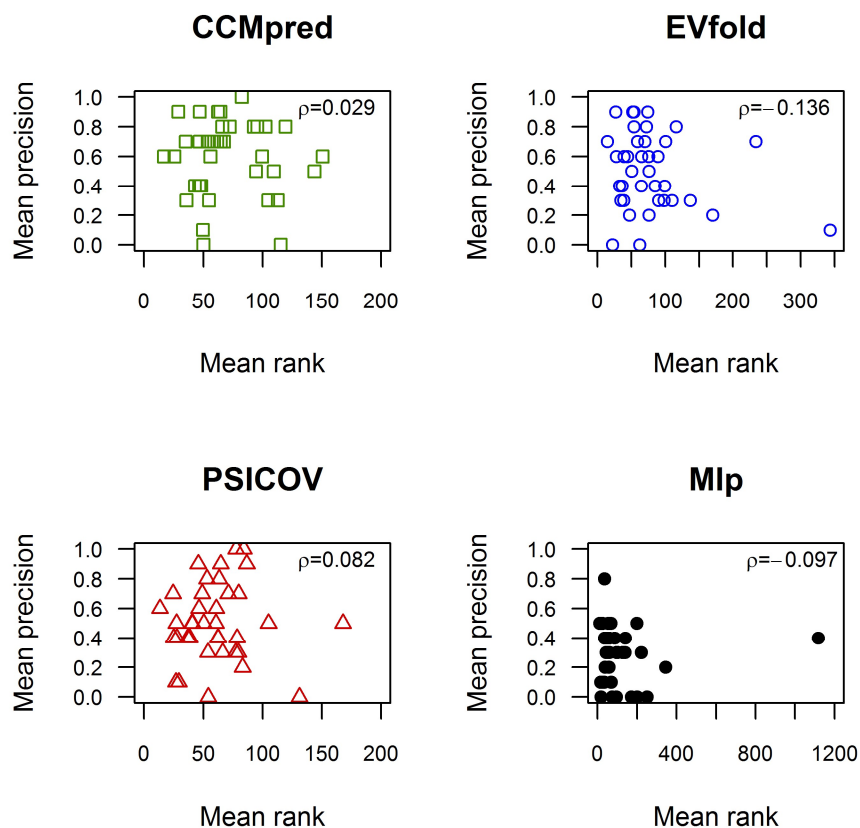 CCMpred
Mean precision
1.0
0.8
0.6
0.4
0.2
0.0
ρ=0.029
0 50 100 150 200
Mean rank
EVfold
Mean precision
1.0
0.8
0.6
0.4
0.2
0.0
ρ=−0.136
0 100 200 300
Mean rank
PSICOV
Mean precision
1.0
0.8
0.6
0.4
0.2
0.0
ρ=0.082
0 50 100 150 200
Mean rank
MIp
Mean precision
1.0
0.8
0.6
0.4
0.2
0.0
ρ=−0.097
0 400 800 1200
Mean rank